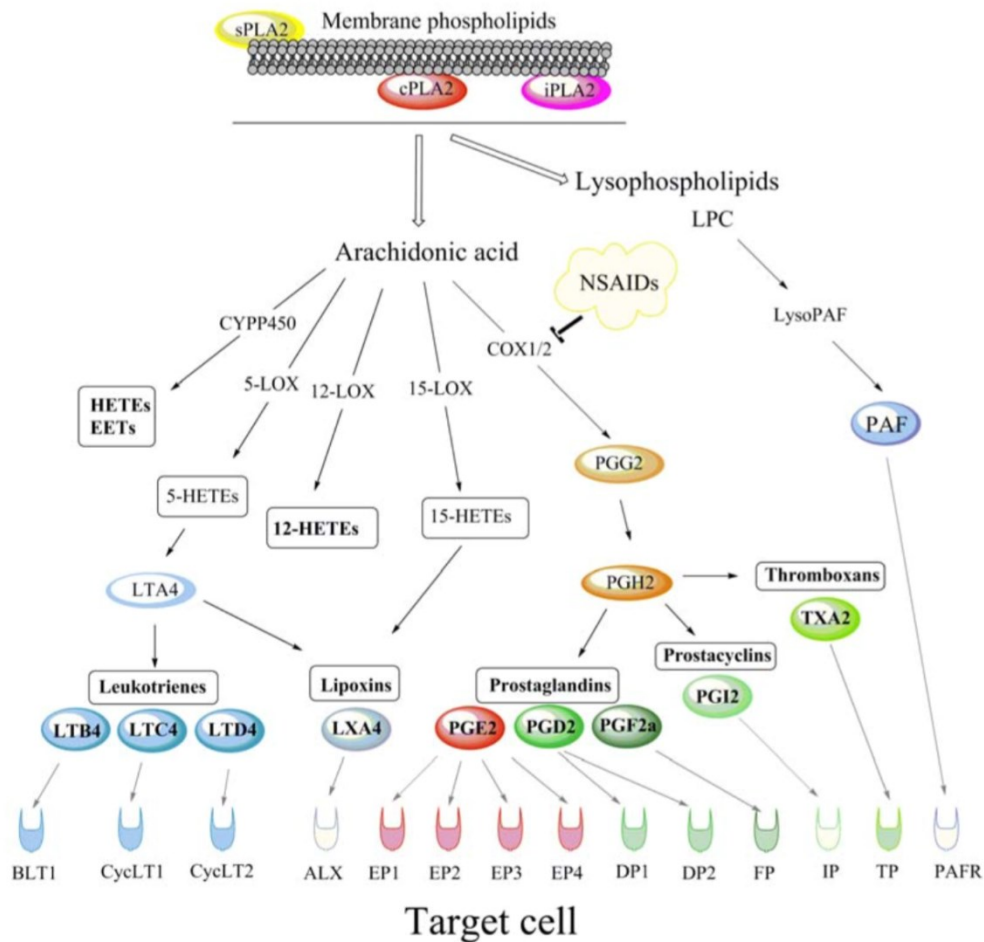 sPLA2
Membrane phospholipids
cPLA2
iPLA2
Lysophospholipids
LPC
Arachidonic acid
NSAIDs
LysoPAF
CYPP450
COX1/2
5-LOX
12-LOX
15-LOX
HETEs
EETs
PAF
PGG2
5-HETEs
12-HETEs
15-HETEs
LTA4
PGH2
Thromboxans
TXA2
Prostacyclins
Leukotrienes
Lipoxins
Prostaglandins
PGI2
LTB4
LTC4
LTD4
LXA4
PGE2
PGD2
PGF2a
BLT1
CycLT1
CycLT2
ALX
EP1
EP2
EP3
EP4
DP1
DP2
FP
IP
TP
PAFR
Target cell